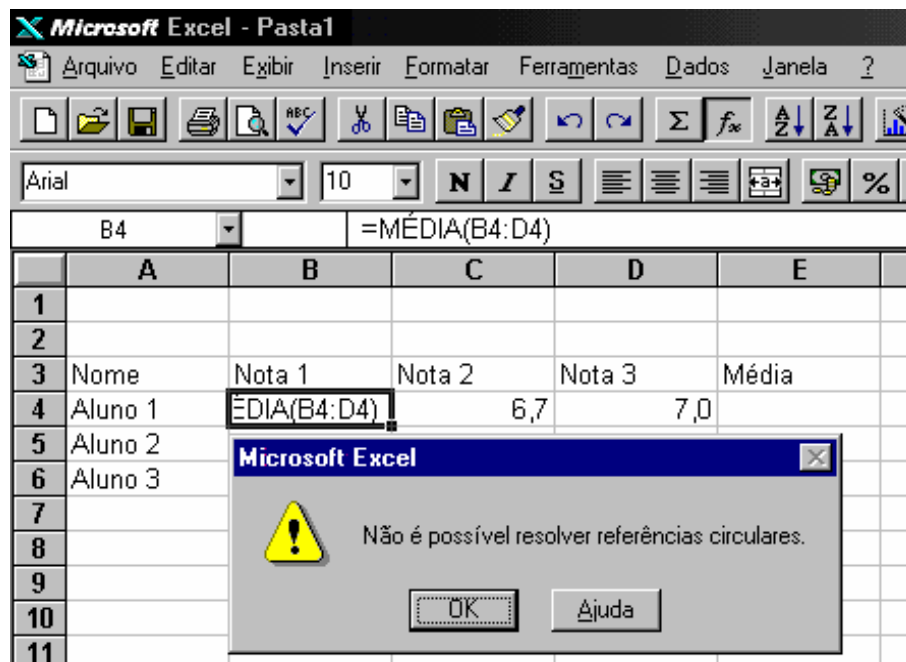 Microsoft Excel - Pasta1
Arquivo Editar Exibir Inserir Formatar Ferramentas Dados Janela ?
ABC Σ fx A Z Z A
Arial 10 N I S a %
B4 =MÉDIA(B4:D4)
A B C D E
1
2
3 Nome Nota 1 Nota 2 Nota 3 Média
4 Aluno 1 EDIA(B4:D4) 6,7 7,0
5 Aluno 2
6 Aluno 3
Microsoft Excel
7
8 Não é possível resolver referências circulares.
9
10 OK Ajuda
11